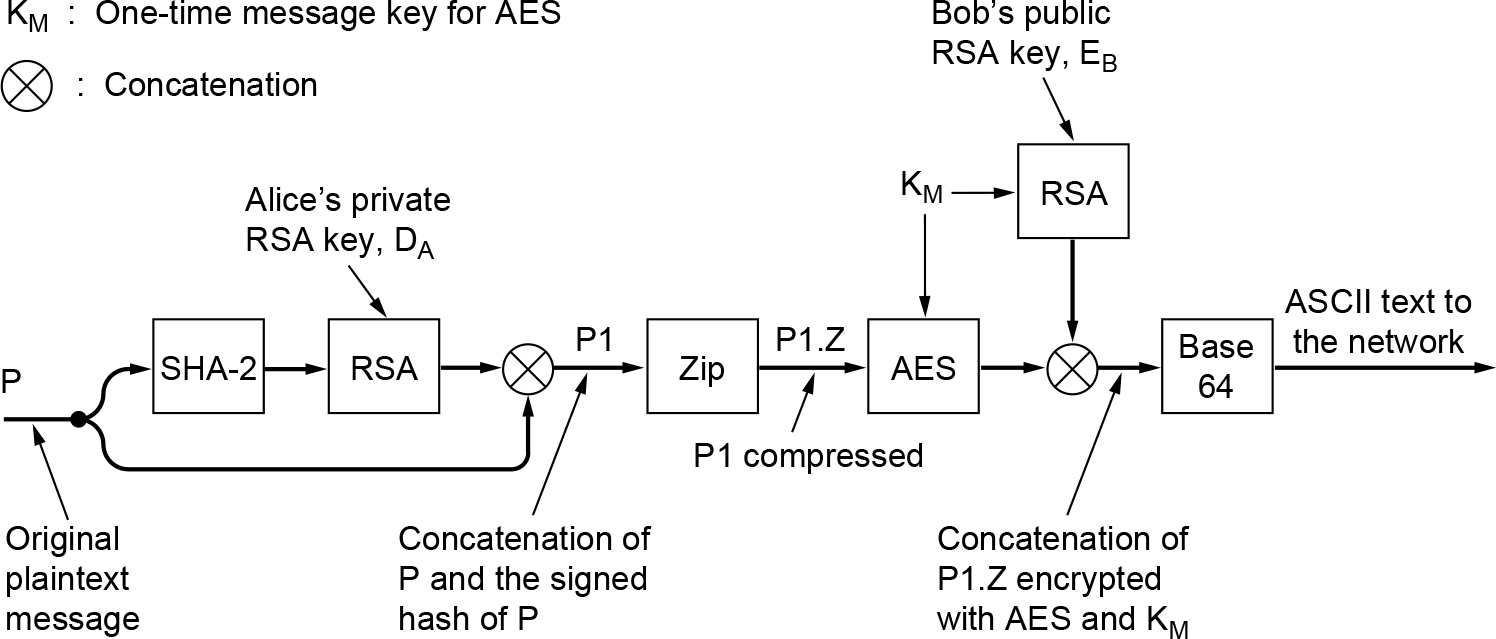 K_M : One-time message key for AES
: Concatenation
Bob's public
RSA key, E_B
K_M
RSA
Alice's private
RSA key, D_A
P
SHA-2
RSA
P1
Zip
P1.Z
AES
Base
64
ASCII text to
the network
P1 compressed
Original
plaintext
message
Concatenation of
P and the signed
hash of P
Concatenation of
P1.Z encrypted
with AES and K_M